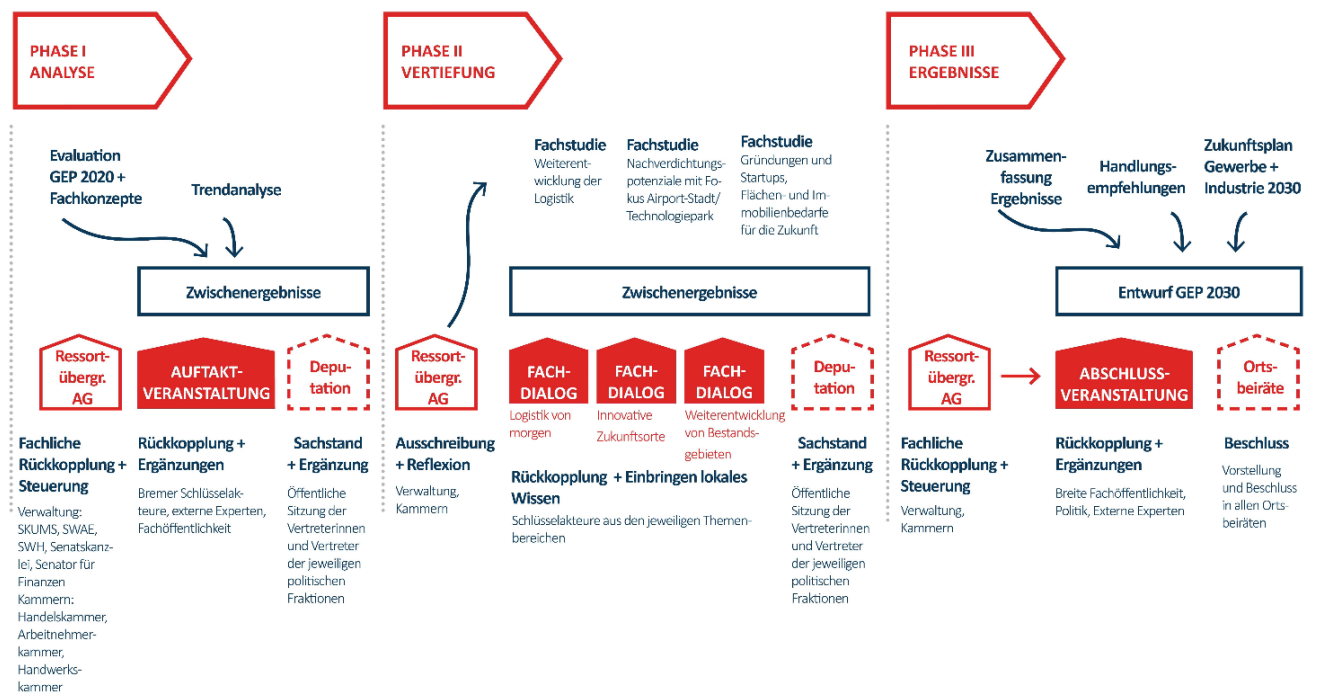 PHASE I
ANALYSE
Evaluation
GEP 2020 +
Fachkonzepte
Trendanalyse
Zwischenergebnisse
Ressort-
übergr.
AG
AUFTAKT-
VERANSTALTUNG
Depu-
tation
Fachliche
Rückkopplung +
Steuerung
Verwaltung:
SKUMS, SWAE,
SWH, Senatskanz-
lei, Senator für
Finanzen
Kammern:
Handelskammer,
Arbeitnehmer-
kammer,
Handwerks-
kammer
Rückkopplung +
Ergänzungen
Bremer Schlüsselak-
teure, externe Experten,
Fachöffentlichkeit
Sachstand
+ Ergänzung
Öffentliche
Sitzung der
Vertreterinnen
und Vertreter
der jeweiligen
politischen
Fraktionen
PHASE II
VERTIEFUNG
Fachstudie
Weiterent-
wicklung der
Logistik
Fachstudie
Nachverdichtungs-
potenziale mit Fo-
kus Airport-Stadt/
Technologiepark
Fachstudie
Gründungen und
Startups,
Flächen- und Im-
mobilienbedarfe
für die Zukunft
Zwischenergebnisse
Ressort-
übergr.
AG
FACH-
DIALOG
Logistik von
morgen
FACH-
DIALOG
Innovative
Zukunftsorte
FACH-
DIALOG
Weiterentwicklung
von Bestands-
gebieten
Depu-
tation
Ausschreibung
+ Reflexion
Verwaltung,
Kammern
Rückkopplung + Einbringen lokales
Wissen
Schlüsselakteure aus den jeweiligen Themen-
bereichen
Sachstand
+ Ergänzung
Öffentliche
Sitzung der
Vertreterinnen
und Vertreter
der jeweiligen
politischen
Fraktionen
PHASE III
ERGEBNISSE
Zusammen-
fassung
Ergebnisse
Handlungs-
empfehlungen
Zukunftsplan
Gewerbe +
Industrie 2030
Entwurf GEP 2030
Ressort-
übergr.
AG
ABSCHLUSS-
VERANSTALTUNG
Orts-
beiräte
Fachliche
Rückkopplung +
Steuerung
Verwaltung,
Kammern
Rückkopplung +
Ergänzungen
Breite Fachöffentlichkeit,
Politik, Externe Experten
Beschluss
Vorstellung
und Beschluss
in allen Orts-
beiräten